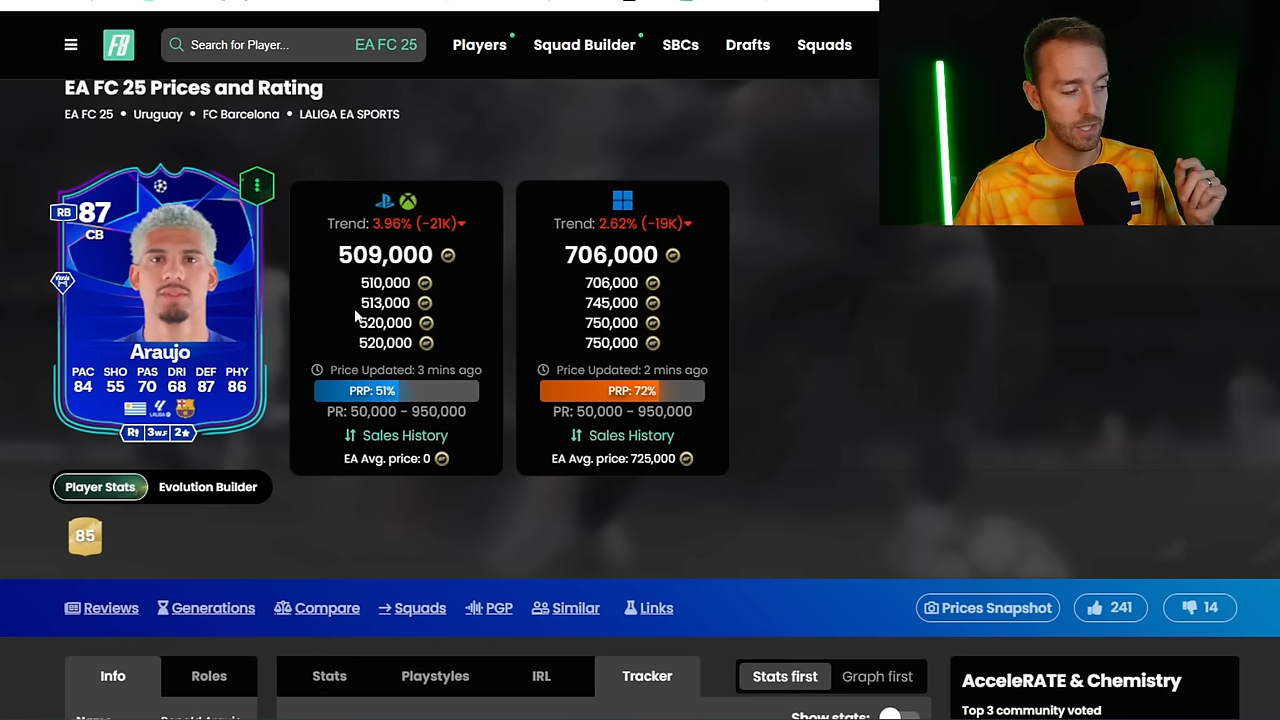 Search for Player...
EA FC 25
Players
Squad Builder
SBCs
Drafts
Squads
EA FC 25 Prices and Rating
EA FC 25 • Uruguay • FC Barcelona • LALIGA EA SPORTS
RB 87
CB
Araujo
PAC SHO PAS DRI DEF PHY
84 55 70 68 87 86
3 W.F 2★
Trend: 3.96% (-21K)
509,000
510,000
513,000
520,000
520,000
Price Updated: 3 mins ago
PRP: 51%
PR: 50,000 - 950,000
Sales History
EA Avg. price: 0
Trend: 2.62% (-19K)
706,000
706,000
745,000
750,000
750,000
Price Updated: 2 mins ago
PRP: 72%
PR: 50,000 - 950,000
Sales History
EA Avg. price: 725,000
Player Stats
Evolution Builder
85
Reviews
Generations
Compare
Squads
PGP
Similar
Links
Prices Snapshot
241
14
Info
Roles
Stats
Playstyles
IRL
Tracker
Stats first
Graph first
AcceleRATE & Chemistry
Top 3 community voted
Show stats: